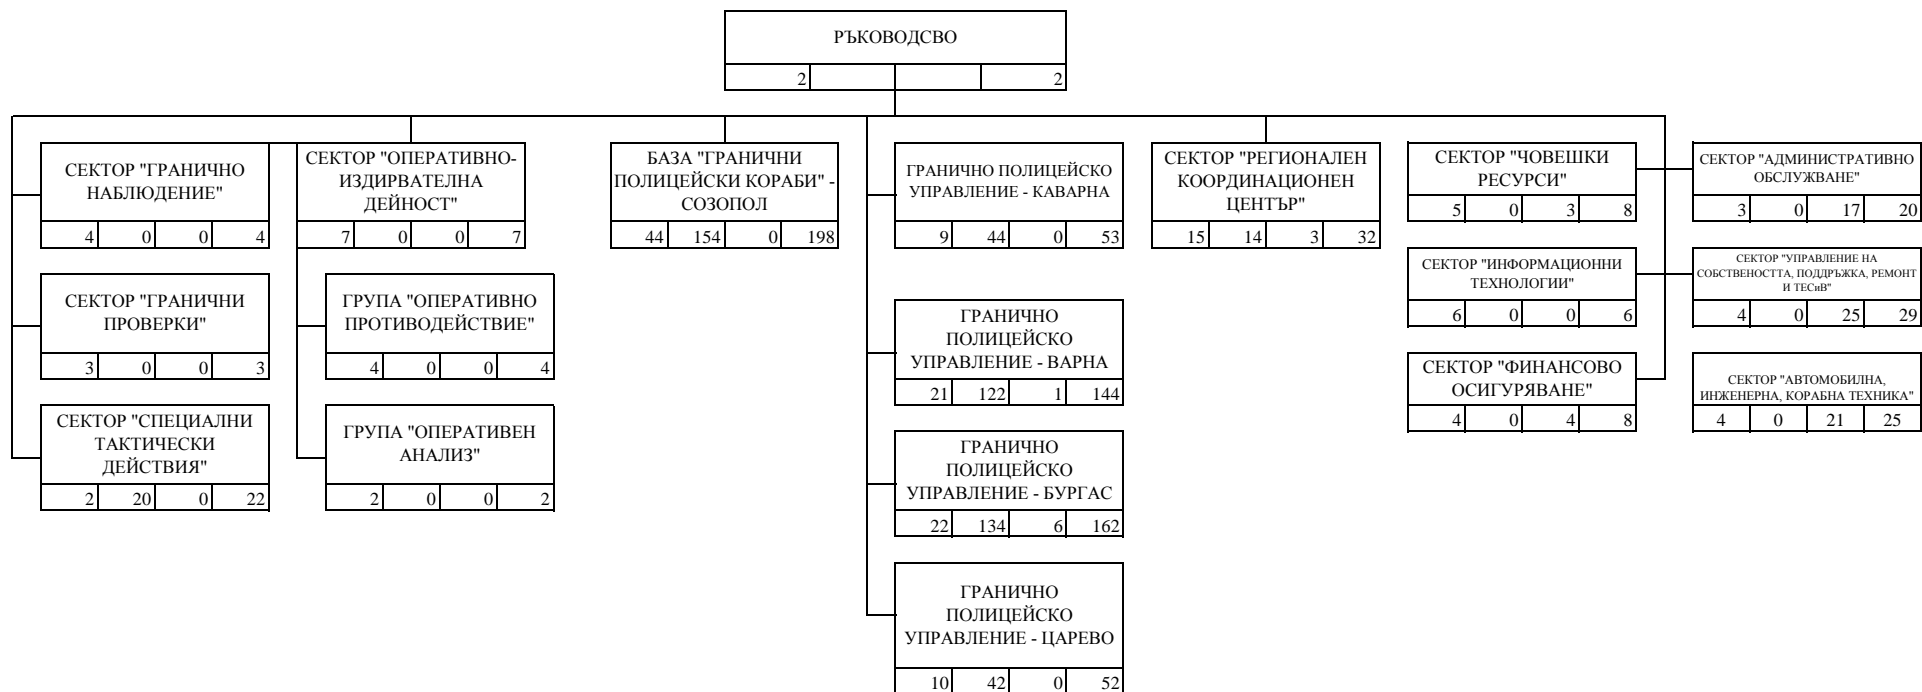 РЪКОВОДСВО
2 2
СЕКТОР "ГРАНИЧНО
НАБЛЮДЕНИЕ"
4 0 0 4
СЕКТОР "ГРАНИЧНИ
ПРОВЕРКИ"
3 0 0 3
СЕКТОР "СПЕЦИАЛНИ
ТАКТИЧЕСКИ
ДЕЙСТВИЯ"
2 20 0 22
СЕКТОР "ОПЕРАТИВНО-
ИЗДИРВАТЕЛНА
ДЕЙНОСТ"
7 0 0 7
ГРУПА "ОПЕРАТИВНО
ПРОТИВОДЕЙСТВИЕ"
4 0 0 4
ГРУПА "ОПЕРАТИВЕН
АНАЛИЗ"
2 0 0 2
БАЗА "ГРАНИЧНИ
ПОЛИЦЕЙСКИ КОРАБИ" -
СОЗОПОЛ
44 154 0 198
ГРАНИЧНО ПОЛИЦЕЙСКО
УПРАВЛЕНИЕ - КАВАРНА
9 44 0 53
ГРАНИЧНО
ПОЛИЦЕЙСКО
УПРАВЛЕНИЕ - ВАРНА
21 122 1 144
ГРАНИЧНО
ПОЛИЦЕЙСКО
УПРАВЛЕНИЕ - БУРГАС
22 134 6 162
ГРАНИЧНО
ПОЛИЦЕЙСКО
УПРАВЛЕНИЕ - ЦАРЕВО
10 42 0 52
СЕКТОР "РЕГИОНАЛЕН
КООРДИНАЦИОНЕН
ЦЕНТЪР"
15 14 3 32
СЕКТОР "ЧОВЕШКИ
РЕСУРСИ"
5 0 3 8
СЕКТОР "ИНФОРМАЦИОННИ
ТЕХНОЛОГИИ"
6 0 0 6
СЕКТОР "ФИНАНСОВО
ОСИГУРЯВАНЕ"
4 0 4 8
СЕКТОР "АДМИНИСТРАТИВНО
ОБСЛУЖВАНЕ"
3 0 17 20
СЕКТОР "УПРАВЛЕНИЕ НА
СОБСТВЕНОСТТА, ПОДДРЪЖКА, РЕМОНТ
И ТЕСиВ"
4 0 25 29
СЕКТОР "АВТОМОБИЛНА,
ИНЖЕНЕРНА, КОРАБНА ТЕХНИКА"
4 0 21 25